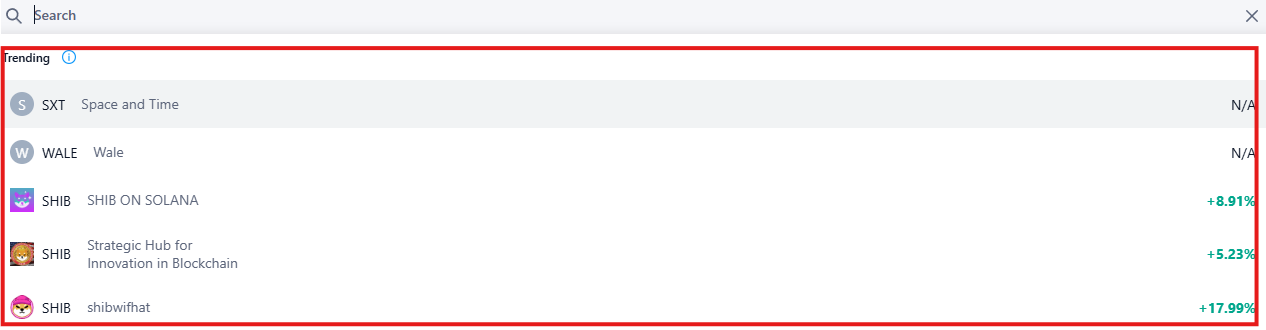 Search
Trending
S SXT Space and Time N/A
W WALE Wale N/A
SHIB SHIB ON SOLANA +8.91%
SHIB Strategic Hub for
Innovation in Blockchain +5.23%
SHIB shibwifhat +17.99%